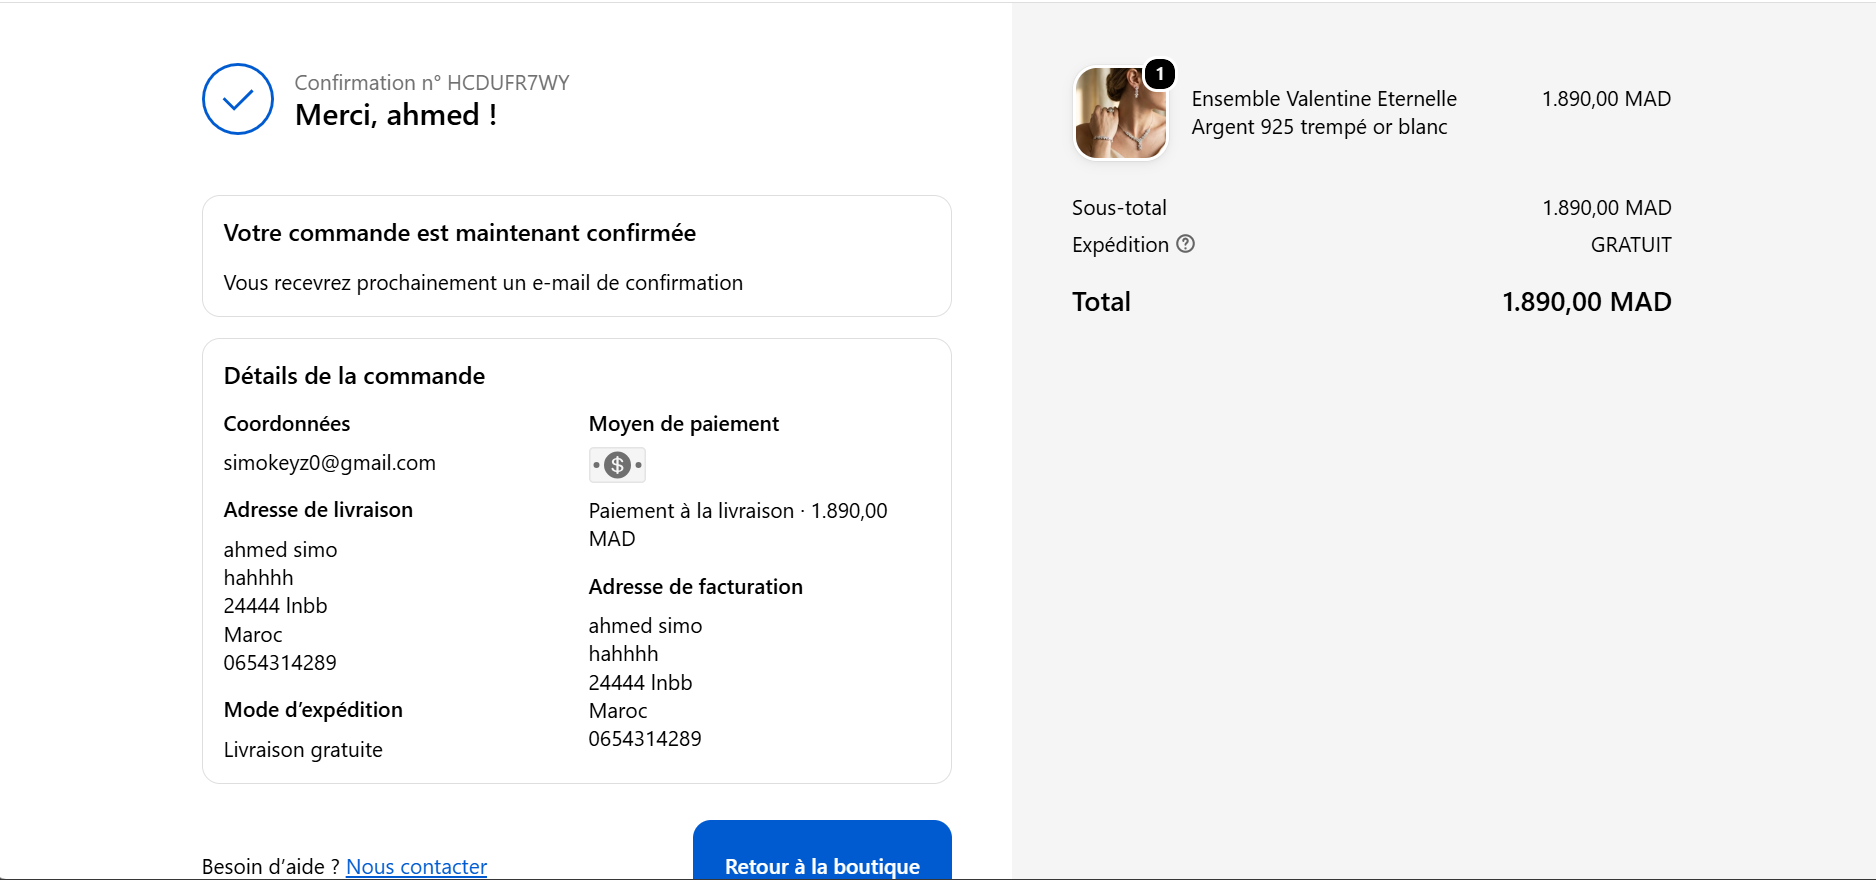 Confirmation n° HCDUFR7WY
Merci, ahmed !
Votre commande est maintenant confirmée
Vous recevrez prochainement un e-mail de confirmation
Détails de la commande
Coordonnées
simokeyz0@gmail.com
Adresse de livraison
ahmed simo
hahhhh
24444 lnbb
Maroc
0654314289
Mode d’expédition
Livraison gratuite
Moyen de paiement
$
Paiement à la livraison · 1.890,00
MAD
Adresse de facturation
ahmed simo
hahhhh
24444 lnbb
Maroc
0654314289
Besoin d’aide ? Nous contacter
Retour à la boutique
1
Ensemble Valentine Eternelle
Argent 925 trempé or blanc
1.890,00 MAD
Sous-total 1.890,00 MAD
Expédition ? GRATUIT
Total 1.890,00 MAD